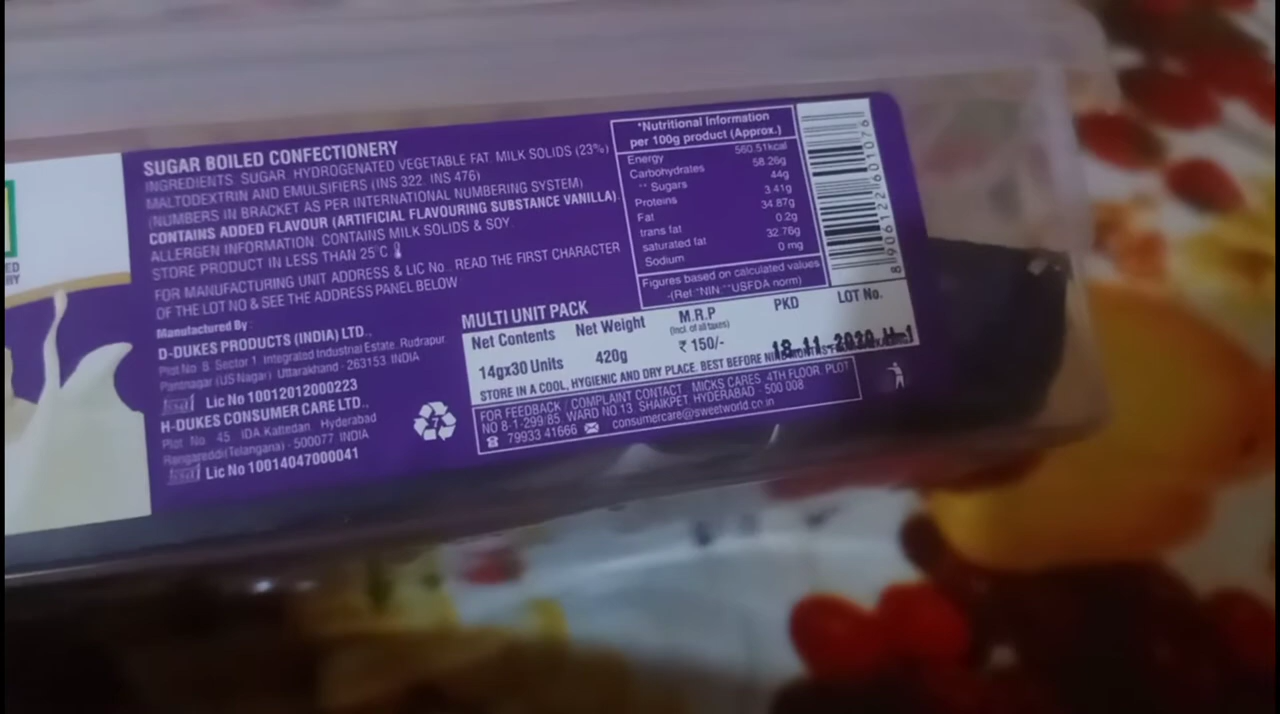 SUGAR BOILED CONFECTIONERY
INGREDIENTS: SUGAR, HYDROGENATED VEGETABLE FAT, MILK SOLIDS (23%)
MALTODEXTRIN AND EMULSIFIERS (INS 322, INS 476)
(NUMBERS IN BRACKET AS PER INTERNATIONAL NUMBERING SYSTEM)
CONTAINS ADDED FLAVOUR (ARTIFICIAL FLAVOURING SUBSTANCE VANILLA).
ALLERGEN INFORMATION: CONTAINS MILK SOLIDS & SOY
STORE PRODUCT IN LESS THAN 25°C
FOR MANUFACTURING UNIT ADDRESS & LIC No., READ THE FIRST CHARACTER
OF THE LOT NO & SEE THE ADDRESS PANEL BELOW
Manufactured By:
D-DUKES PRODUCTS (INDIA) LTD.,
Plot No 8, Sector 1, Integrated Industrial Estate, Rudrapur
Pantnagar (US Nagar) Uttarakhand - 263153. INDIA
fssai Lic No 10012012000223
H-DUKES CONSUMER CARE LTD.,
Plot No 45 IDA Kattedan, Hyderabad
Rangareddi (Telangana) - 500077 INDIA
fssai Lic No 10014047000041
7
*Nutritional Information
per 100g product (Approx.)
Energy 560.51kcal
Carbohydrates 58.26g
** Sugars 44g
Proteins 3.41g
Fat 34.87g
trans fat 0.2g
saturated fat 32.76g
Sodium 0 mg
Figures based on calculated values
-(Ref *NIN, **USFDA norm)
8 906122 601076
MULTI UNIT PACK
Net Contents Net Weight M.R.P PKD LOT No.
(Incl. of all taxes)
14gx30 Units 420g ₹ 150/- 18.11.2020 H-1
STORE IN A COOL, HYGIENIC AND DRY PLACE. BEST BEFORE NINE MONTHS
FOR FEEDBACK / COMPLAINT CONTACT: MICKS CARES, 4TH FLOOR, PLOT
NO 8-1-299/85, WARD NO 13, SHAIKPET HYDERABAD - 500 008
79933 41666 consumercare@sweetworld.co.in